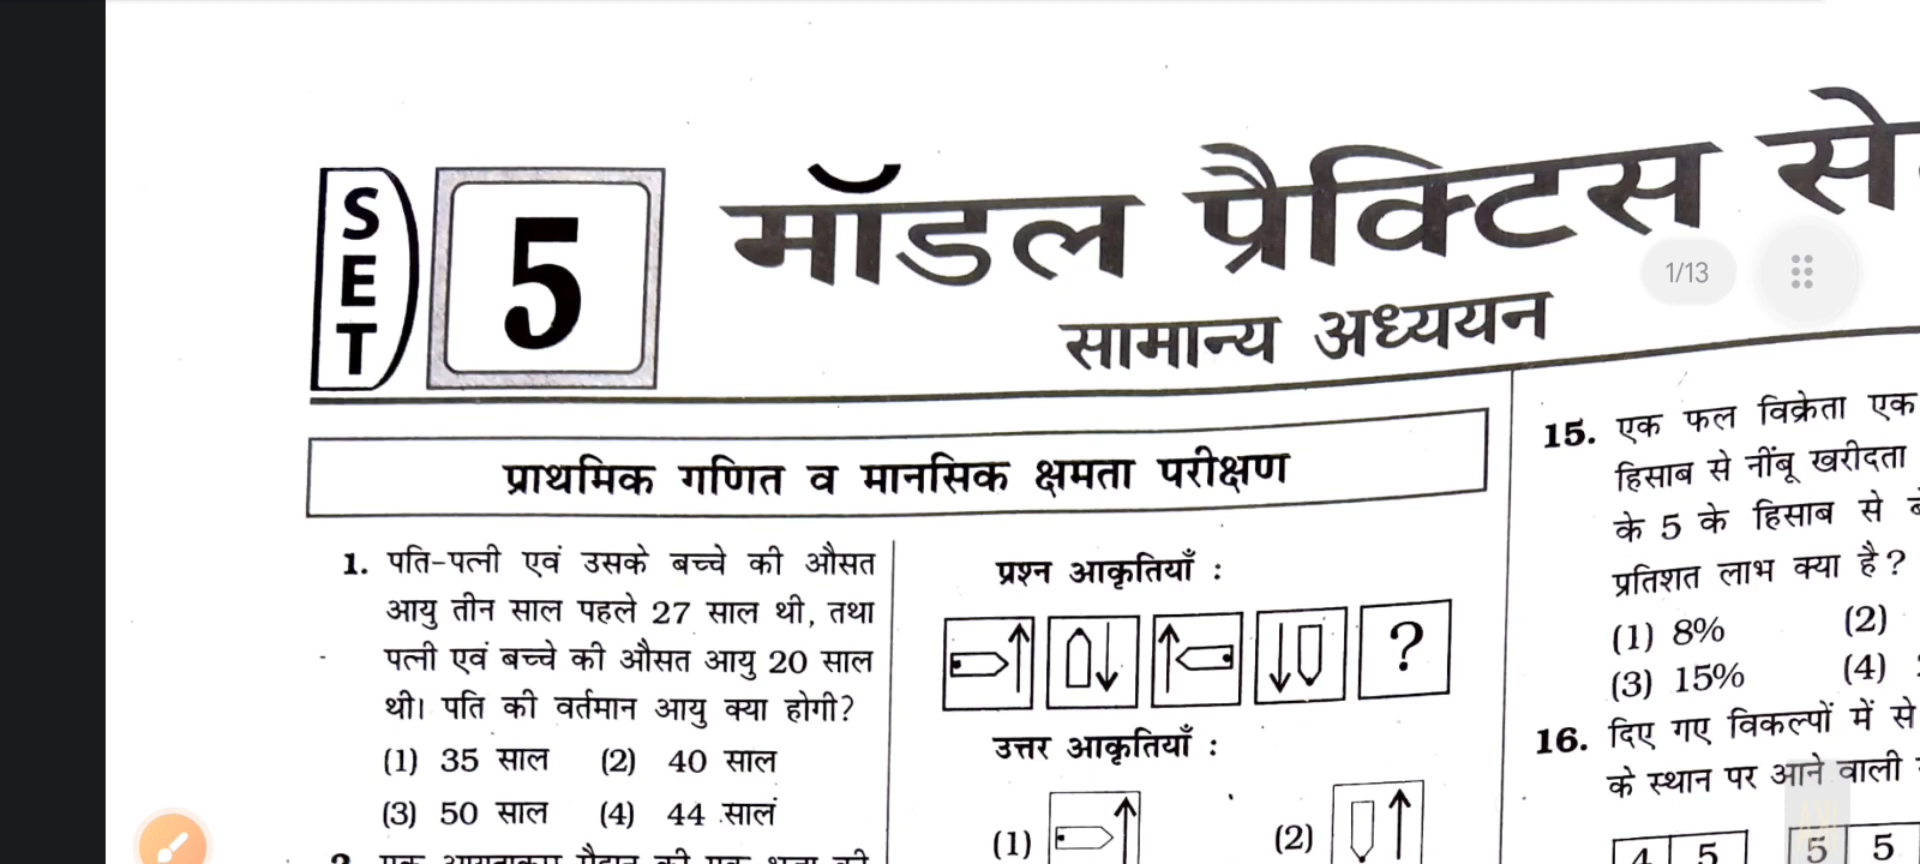 SET
5
मॉडल प्रैक्टिस
1/13
सामान्य अध्ययन
प्राथमिक गणित व मानसिक क्षमता परीक्षण
1. पति-पत्नी एवं उसके बच्चे की औसत
आयु तीन साल पहले 27 साल थी, तथा
पत्नी एवं बच्चे की औसत आयु 20 साल
थी। पति की वर्तमान आयु क्या होगी?
(1) 35 साल (2) 40 साल
(3) 50 साल (4) 44 साल
प्रश्न आकृतियाँ :
?
उत्तर आकृतियाँ :
(1) (2)
15. एक फल विक्रेता एक
हिसाब से नींबू खरीदता
के 5 के हिसाब से
प्रतिशत लाभ क्या है?
(1) 8% (2)
(3) 15% (4)
16. दिए गए विकल्पों में से
के स्थान पर आने वाली
4 5 5 5